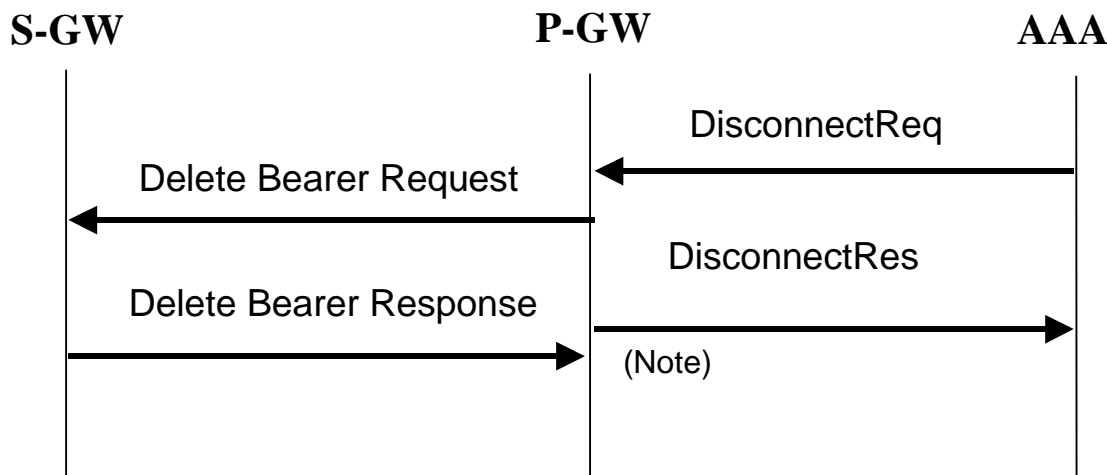 S-GW
P-GW
AAA
DisconnectReq
Delete Bearer Request
DisconnectRes
Delete Bearer Response
(Note)